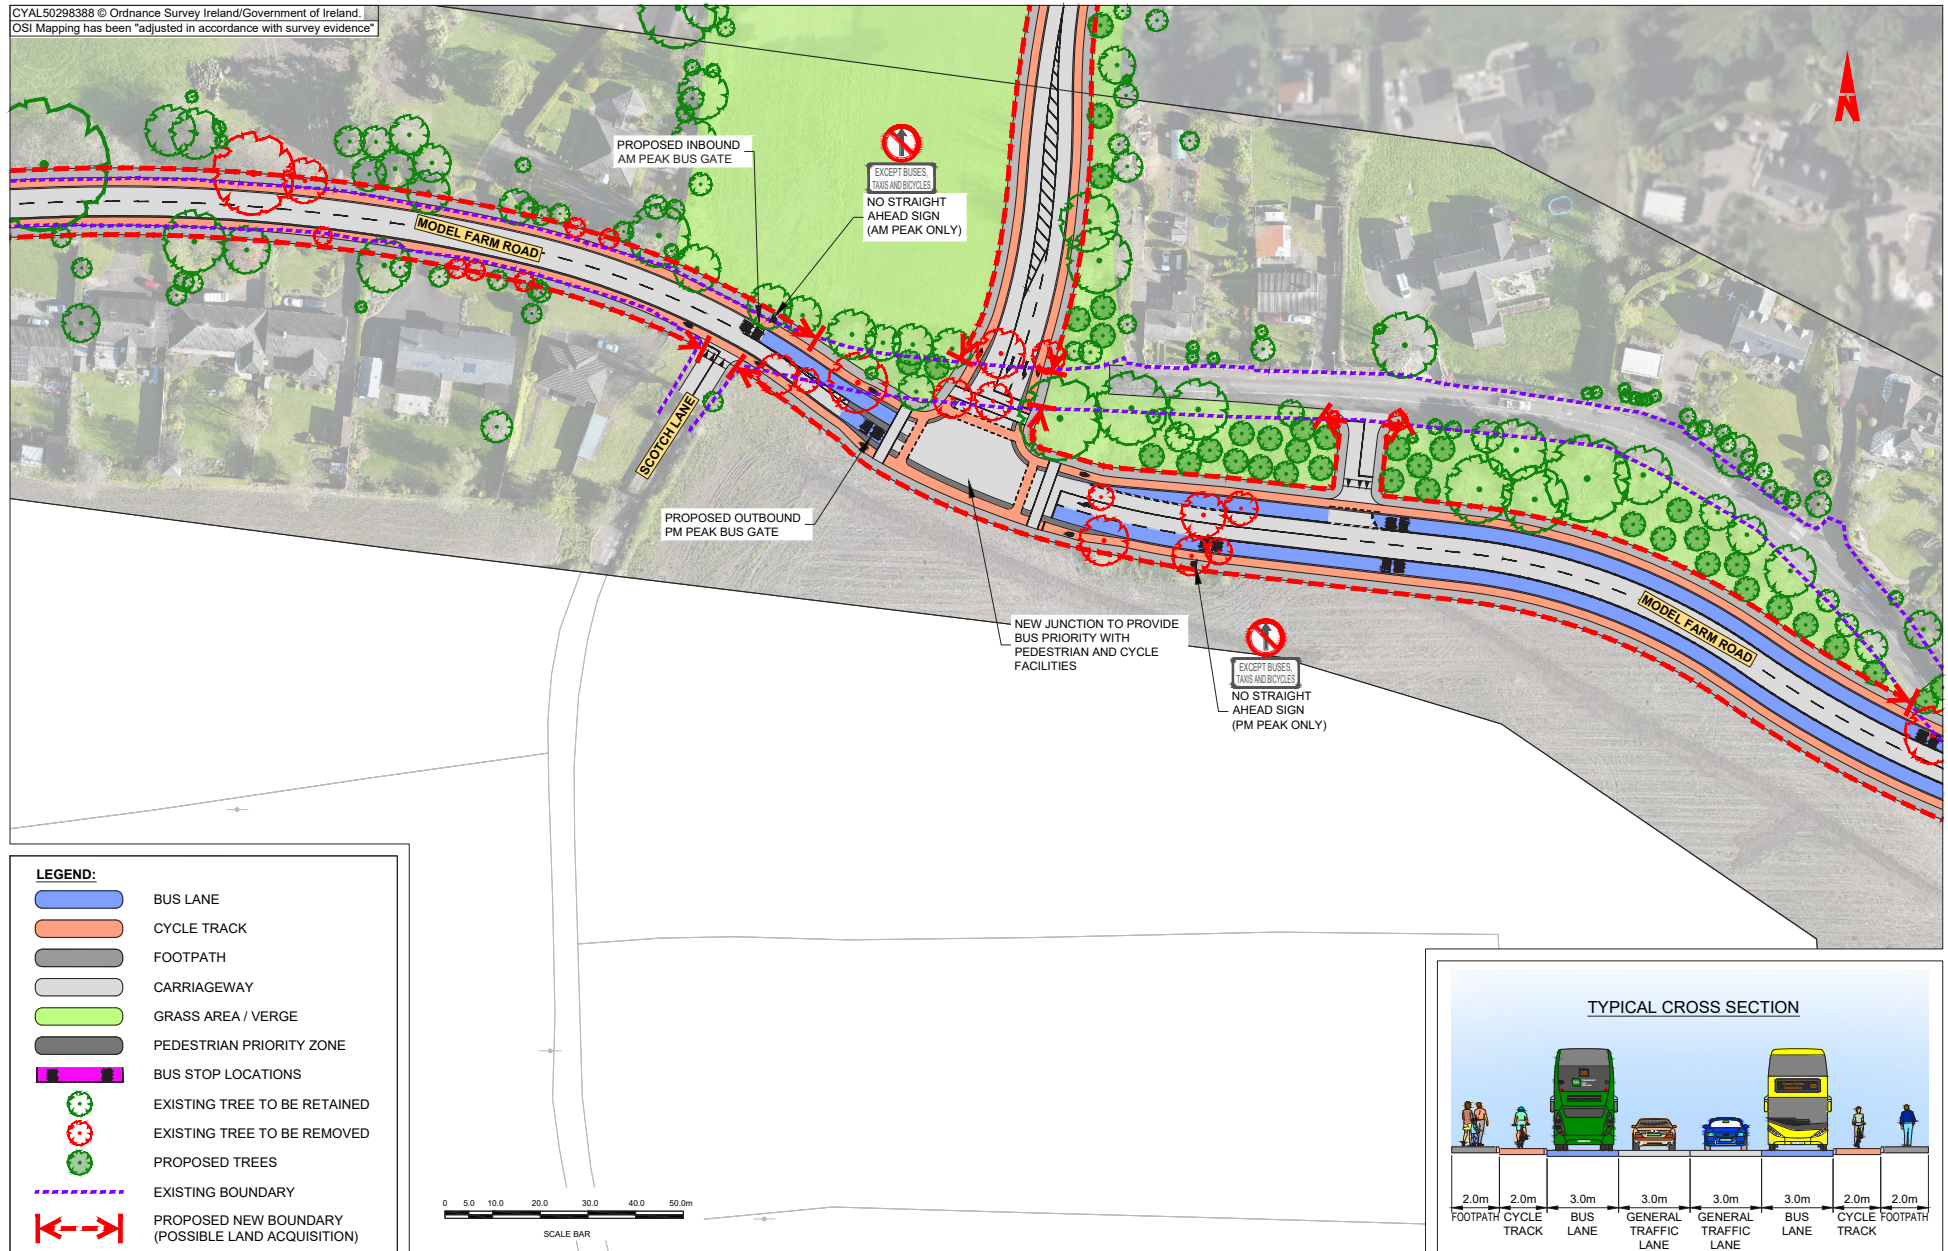 CYAL50298388 © Ordnance Survey Ireland/Government of Ireland.
OSI Mapping has been "adjusted in accordance with survey evidence"
PROPOSED INBOUND
AM PEAK BUS GATE
EXCEPT BUSES,
TAXIS AND BICYCLES
NO STRAIGHT
AHEAD SIGN
(AM PEAK ONLY)
N
MODEL FARM ROAD
SCOTCH LANE
PROPOSED OUTBOUND
PM PEAK BUS GATE
NEW JUNCTION TO PROVIDE
BUS PRIORITY WITH
PEDESTRIAN AND CYCLE
FACILITIES
EXCEPT BUSES,
TAXIS AND BICYCLES
NO STRAIGHT
AHEAD SIGN
(PM PEAK ONLY)
MODEL FARM ROAD
LEGEND:
BUS LANE
CYCLE TRACK
FOOTPATH
CARRIAGEWAY
GRASS AREA / VERGE
PEDESTRIAN PRIORITY ZONE
BUS STOP LOCATIONS
EXISTING TREE TO BE RETAINED
EXISTING TREE TO BE REMOVED
PROPOSED TREES
EXISTING BOUNDARY
PROPOSED NEW BOUNDARY
(POSSIBLE LAND ACQUISITION)
0 5.0 10.0 20.0 30.0 40.0 50.0m
SCALE BAR
TYPICAL CROSS SECTION
2.0m 2.0m 3.0m 3.0m 3.0m 3.0m 2.0m 2.0m
FOOTPATH CYCLE BUS GENERAL GENERAL BUS CYCLE FOOTPATH
TRACK LANE TRAFFIC TRAFFIC LANE TRACK
LANE LANE